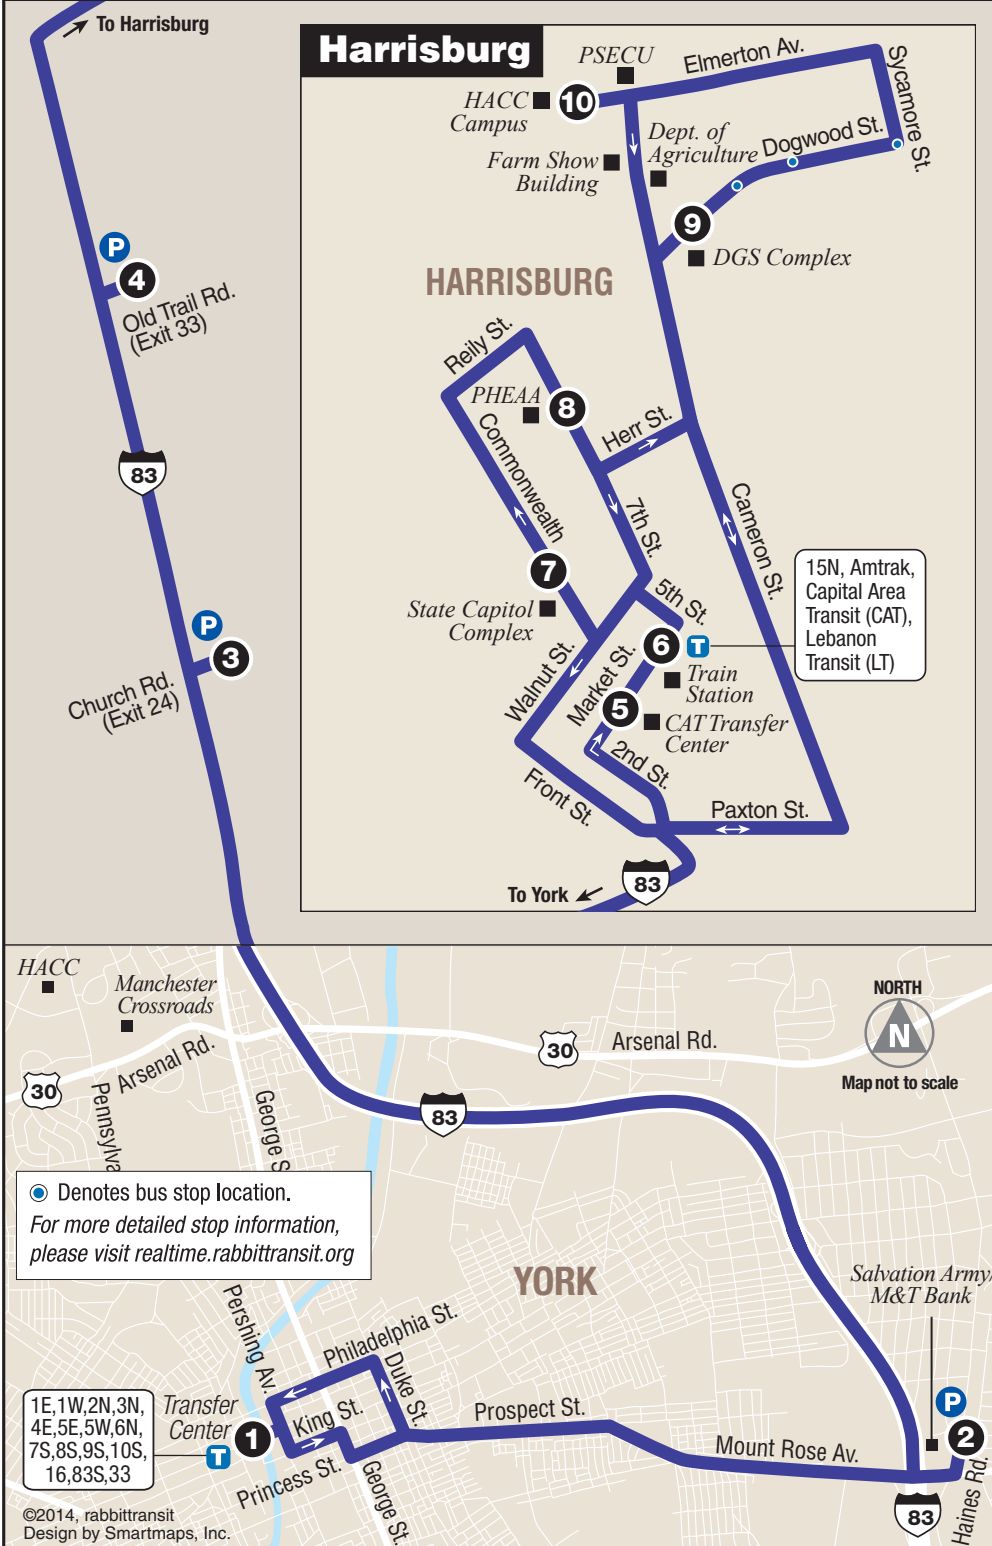 To Harrisburg
Harrisburg
PSECU
Elmerton Av.
Sycamore St.
HACC
Campus
10
Dept. of
Agriculture
Dogwood St.
Farm Show
Building
9
DGS Complex
HARRISBURG
P
4
Old Trail Rd.
(Exit 33)
Reily St.
PHEAA
8
Herr St.
Commonwealth
7th St.
Cameron St.
83
7
State Capitol
Complex
5th St.
15N, Amtrak,
Capital Area
Transit (CAT),
Lebanon
Transit (LT)
P
3
Church Rd.
(Exit 24)
6
T
Train
Station
Walnut St.
Market St.
5
CAT Transfer
Center
2nd St.
Front St.
Paxton St.
83
To York
HACC
Manchester
Crossroads
NORTH
N
Map not to scale
30
Arsenal Rd.
30
Arsenal Rd.
83
Pennsylva
George S
Denotes bus stop location.
For more detailed stop information,
please visit realtime.rabbittransit.org
YORK
Salvation Army/
M&T Bank
Pershing Av.
Philadelphia St.
Duke St.
1E,1W,2N,3N,
4E,5E,5W,6N,
7S,8S,9S,10S,
16,83S,33
Transfer
Center
T
1
King St.
Princess St.
George St.
Prospect St.
Mount Rose Av.
P
2
Haines Rd.
83
©2014, rabbittransit
Design by Smartmaps, Inc.